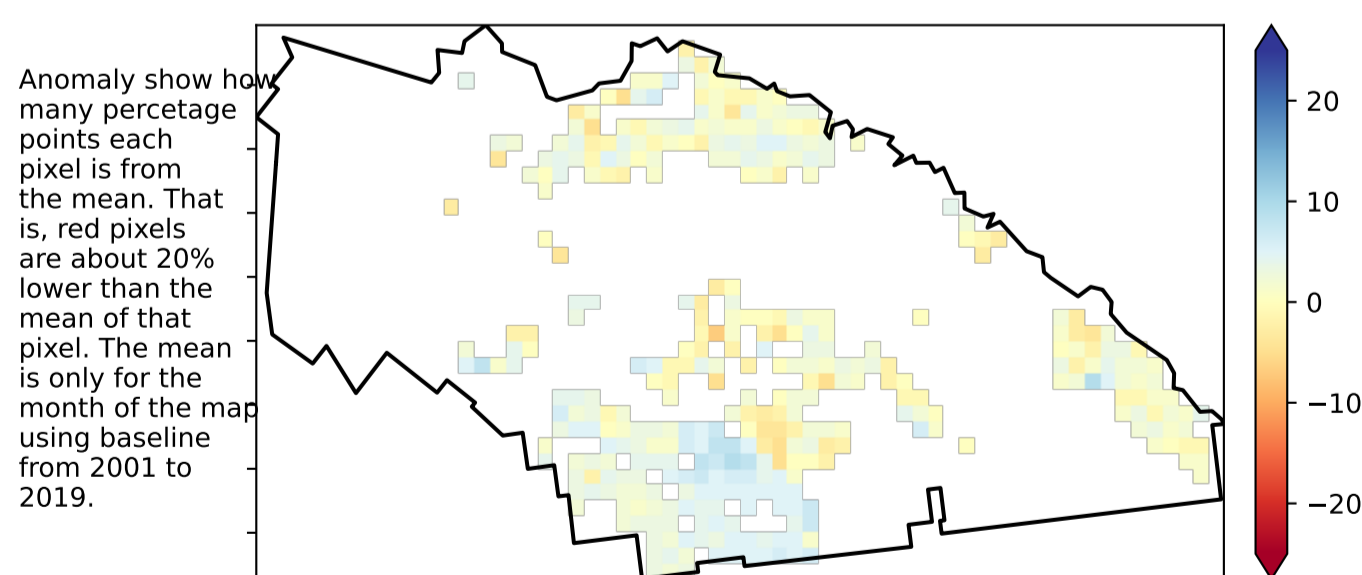 Anomaly show how
many percetage
points each
pixel is from
the mean. That
is, red pixels
are about 20%
lower than the
mean of that
pixel. The mean
is only for the
month of the map
using baseline
from 2001 to
2019.
20
10
0
−10
−20